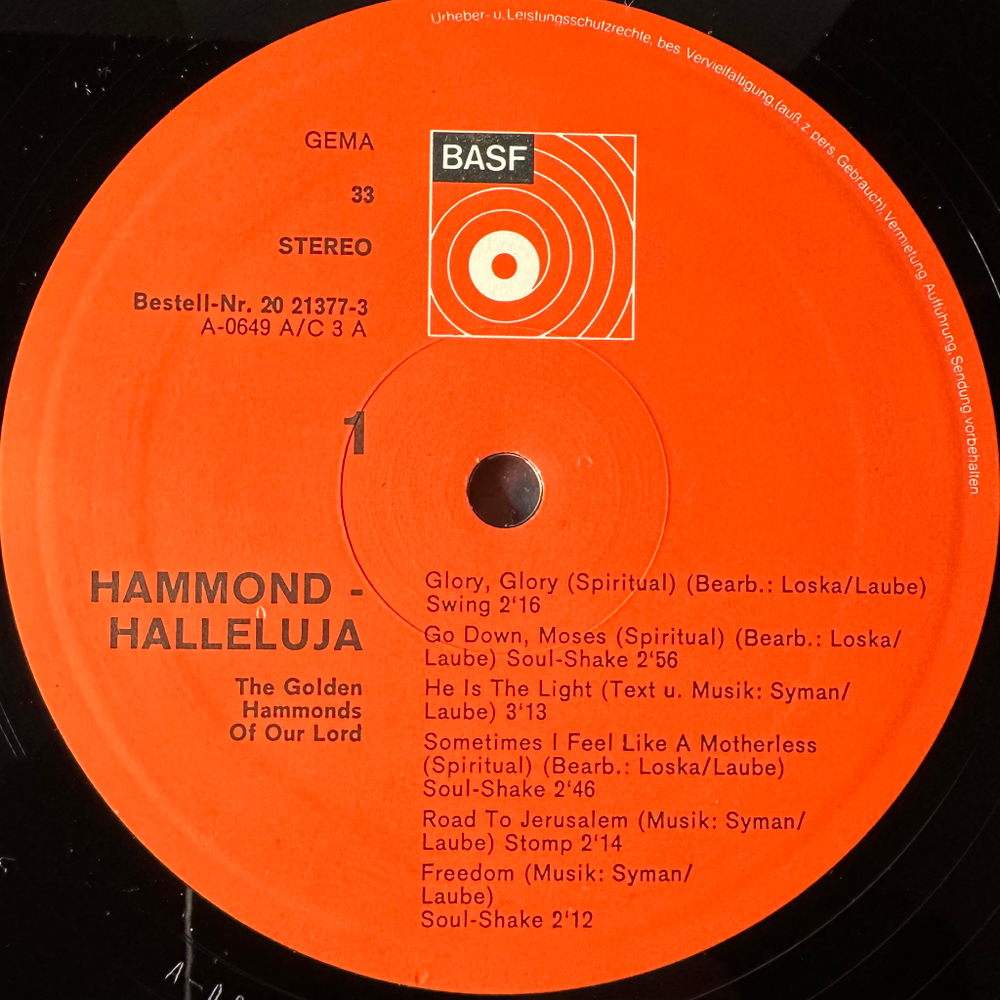 Urheber- u. Leistungsschutzrechte, bes. Vervielfältigung, (auß. z. pers. Gebrauch), Vermietung, Aufführung, Sendung vorbehalten.
GEMA
BASF
33
STEREO
Bestell-Nr. 20 21377-3
A-0649 A/C 3 A
1
HAMMOND -
HALLELUJA
The Golden
Hammonds
Of Our Lord
Glory, Glory (Spiritual) (Bearb.: Loska/Laube)
Swing 2'16
Go Down, Moses (Spiritual) (Bearb.: Loska/
Laube) Soul-Shake 2'56
He Is The Light (Text u. Musik: Syman/
Laube) 3'13
Sometimes I Feel Like A Motherless
(Spiritual) (Bearb.: Loska/Laube)
Soul-Shake 2'46
Road To Jerusalem (Musik: Syman/
Laube) Stomp 2'14
Freedom (Musik: Syman/
Laube)
Soul-Shake 2'12